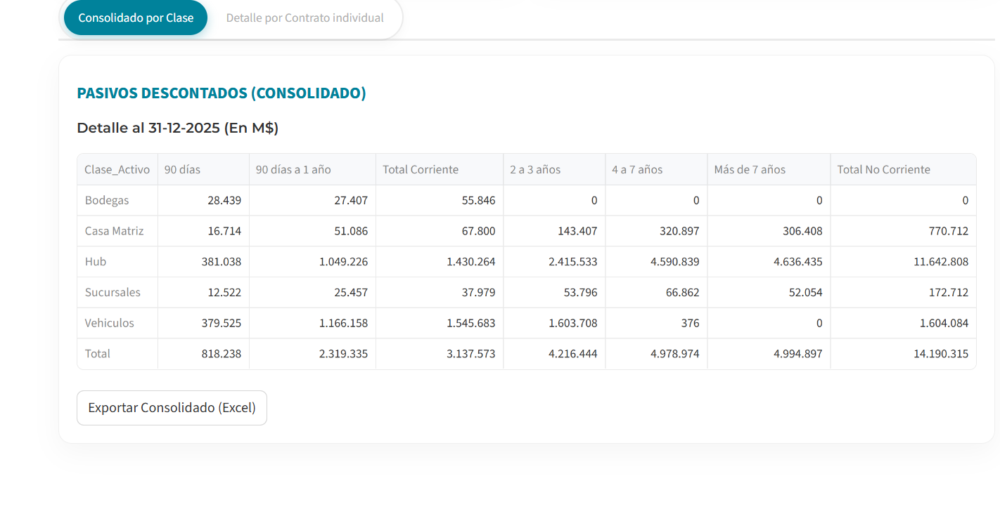 Consolidado por Clase Detalle por Contrato individual
PASIVOS DESCONTADOS (CONSOLIDADO)
Detalle al 31-12-2025 (En M$)
Clase_Activo 90 días 90 días a 1 año Total Corriente 2 a 3 años 4 a 7 años Más de 7 años Total No Corriente
Bodegas 28.439 27.407 55.846 0 0 0 0
Casa Matriz 16.714 51.086 67.800 143.407 320.897 306.408 770.712
Hub 381.038 1.049.226 1.430.264 2.415.533 4.590.839 4.636.435 11.642.808
Sucursales 12.522 25.457 37.979 53.796 66.862 52.054 172.712
Vehiculos 379.525 1.166.158 1.545.683 1.603.708 376 0 1.604.084
Total 818.238 2.319.335 3.137.573 4.216.444 4.978.974 4.994.897 14.190.315
Exportar Consolidado (Excel)